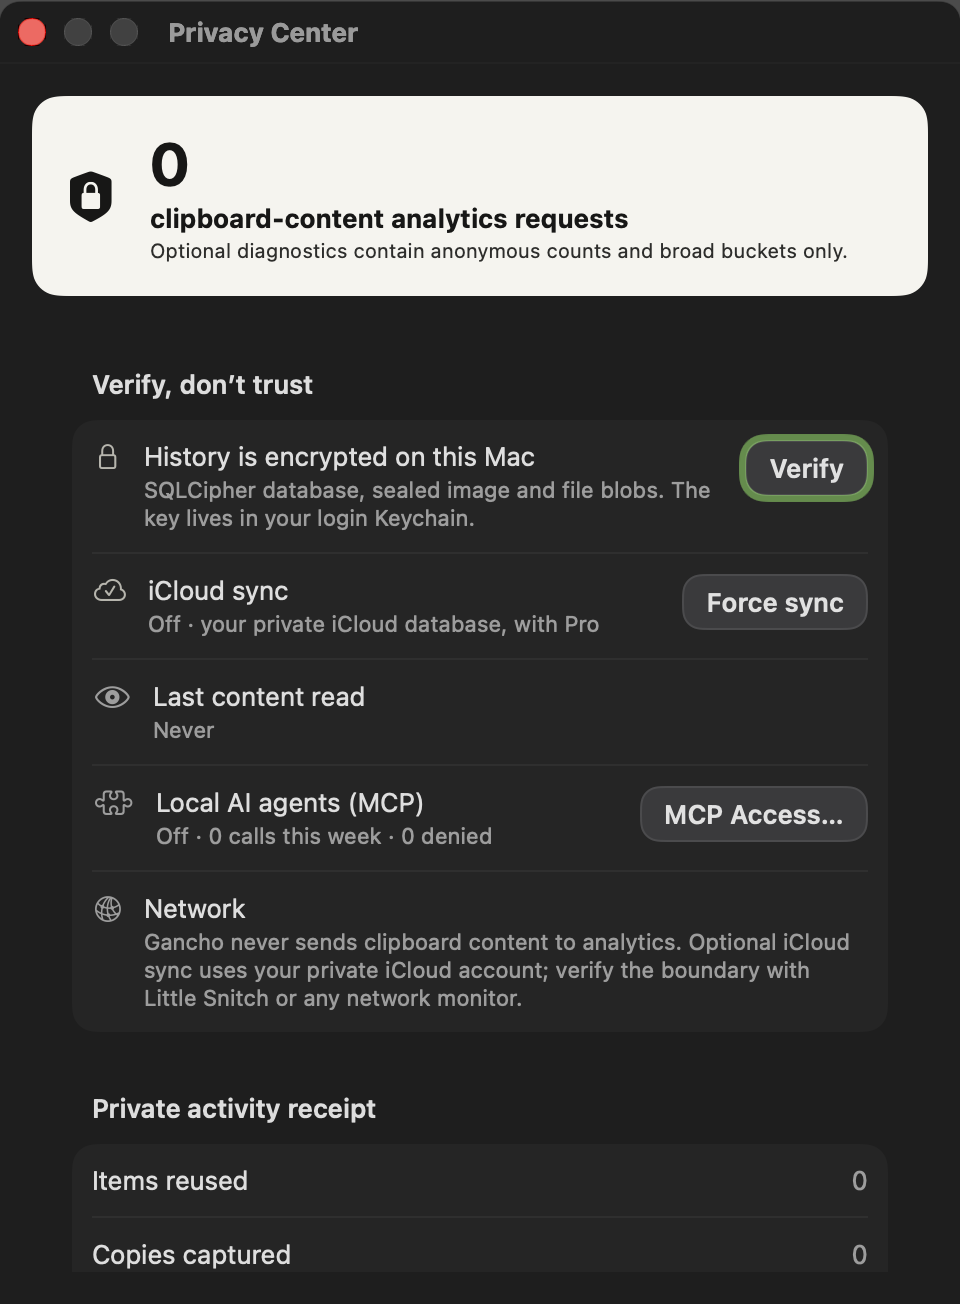 Privacy Center
0
clipboard-content analytics requests
Optional diagnostics contain anonymous counts and broad buckets only.
Verify, don’t trust
History is encrypted on this Mac
SQLCipher database, sealed image and file blobs. The
key lives in your login Keychain.
Verify
iCloud sync
Off · your private iCloud database, with Pro
Force sync
Last content read
Never
Local AI agents (MCP)
Off · 0 calls this week · 0 denied
MCP Access...
Network
Gancho never sends clipboard content to analytics. Optional iCloud
sync uses your private iCloud account; verify the boundary with
Little Snitch or any network monitor.
Private activity receipt
Items reused 0
Copies captured 0